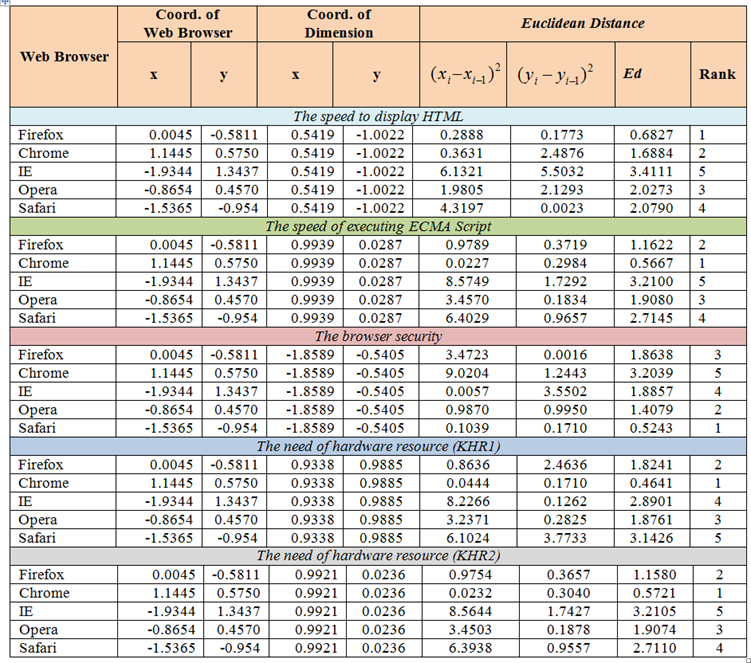 Web Browser Coord. of Web Browser Coord. of Dimension Euclidean Distance
x y x y (xᵢ−xᵢ₋₁)² (yᵢ − yᵢ₋₁)² Ed Rank
The speed to display HTML
Firefox 0.0045 -0.5811 0.5419 -1.0022 0.2888 0.1773 0.6827 1
Chrome 1.1445 0.5750 0.5419 -1.0022 0.3631 2.4876 1.6884 2
IE -1.9344 1.3437 0.5419 -1.0022 6.1321 5.5032 3.4111 5
Opera -0.8654 0.4570 0.5419 -1.0022 1.9805 2.1293 2.0273 3
Safari -1.5365 -0.954 0.5419 -1.0022 4.3197 0.0023 2.0790 4
The speed of executing ECMA Script
Firefox 0.0045 -0.5811 0.9939 0.0287 0.9789 0.3719 1.1622 2
Chrome 1.1445 0.5750 0.9939 0.0287 0.0227 0.2984 0.5667 1
IE -1.9344 1.3437 0.9939 0.0287 8.5749 1.7292 3.2100 5
Opera -0.8654 0.4570 0.9939 0.0287 3.4570 0.1834 1.9080 3
Safari -1.5365 -0.954 0.9939 0.0287 6.4029 0.9657 2.7145 4
The browser security
Firefox 0.0045 -0.5811 -1.8589 -0.5405 3.4723 0.0016 1.8638 3
Chrome 1.1445 0.5750 -1.8589 -0.5405 9.0204 1.2443 3.2039 5
IE -1.9344 1.3437 -1.8589 -0.5405 0.0057 3.5502 1.8857 4
Opera -0.8654 0.4570 -1.8589 -0.5405 0.9870 0.9950 1.4079 2
Safari -1.5365 -0.954 -1.8589 -0.5405 0.1039 0.1710 0.5243 1
The need of hardware resource (KHR1)
Firefox 0.0045 -0.5811 0.9338 0.9885 0.8636 2.4636 1.8241 2
Chrome 1.1445 0.5750 0.9338 0.9885 0.0444 0.1710 0.4641 1
IE -1.9344 1.3437 0.9338 0.9885 8.2266 0.1262 2.8901 4
Opera -0.8654 0.4570 0.9338 0.9885 3.2371 0.2825 1.8761 3
Safari -1.5365 -0.954 0.9338 0.9885 6.1024 3.7733 3.1426 5
The need of hardware resource (KHR2)
Firefox 0.0045 -0.5811 0.9921 0.0236 0.9754 0.3657 1.1580 2
Chrome 1.1445 0.5750 0.9921 0.0236 0.0232 0.3040 0.5721 1
IE -1.9344 1.3437 0.9921 0.0236 8.5644 1.7427 3.2105 5
Opera -0.8654 0.4570 0.9921 0.0236 3.4503 0.1878 1.9074 3
Safari -1.5365 -0.954 0.9921 0.0236 6.3938 0.9557 2.7110 4